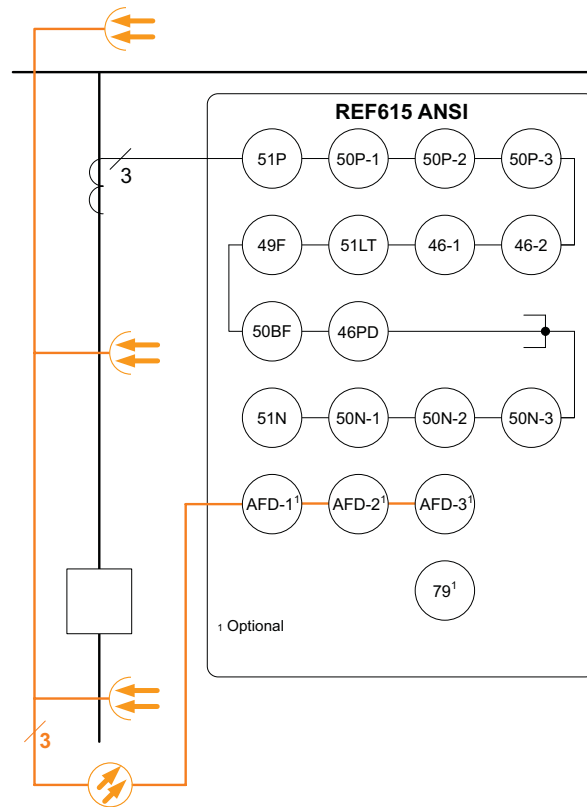 REF615 ANSI
51P 50P-1 50P-2 50P-3
3
49F 51LT 46-1 46-2
50BF 46PD
51N 50N-1 50N-2 50N-3
AFD-1¹ AFD-2¹ AFD-3¹
79¹
1 Optional
3